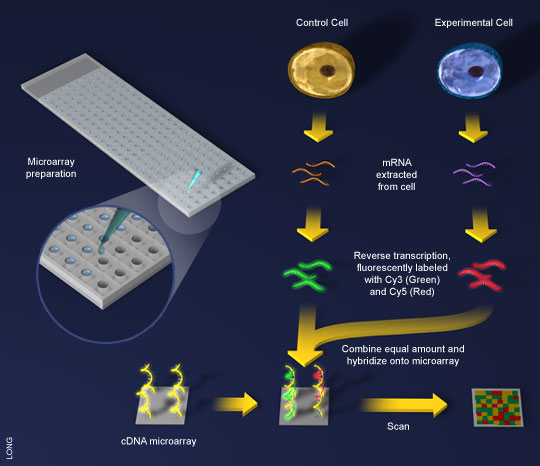 Control Cell
Experimental Cell
Microarray
preparation
mRNA
extracted
from cell
Reverse transcription,
fluorescently labeled
with Cy3 (Green)
and Cy5 (Red)
Combine equal amount and
hybridize onto microarray
cDNA microarray
Scan
LONG